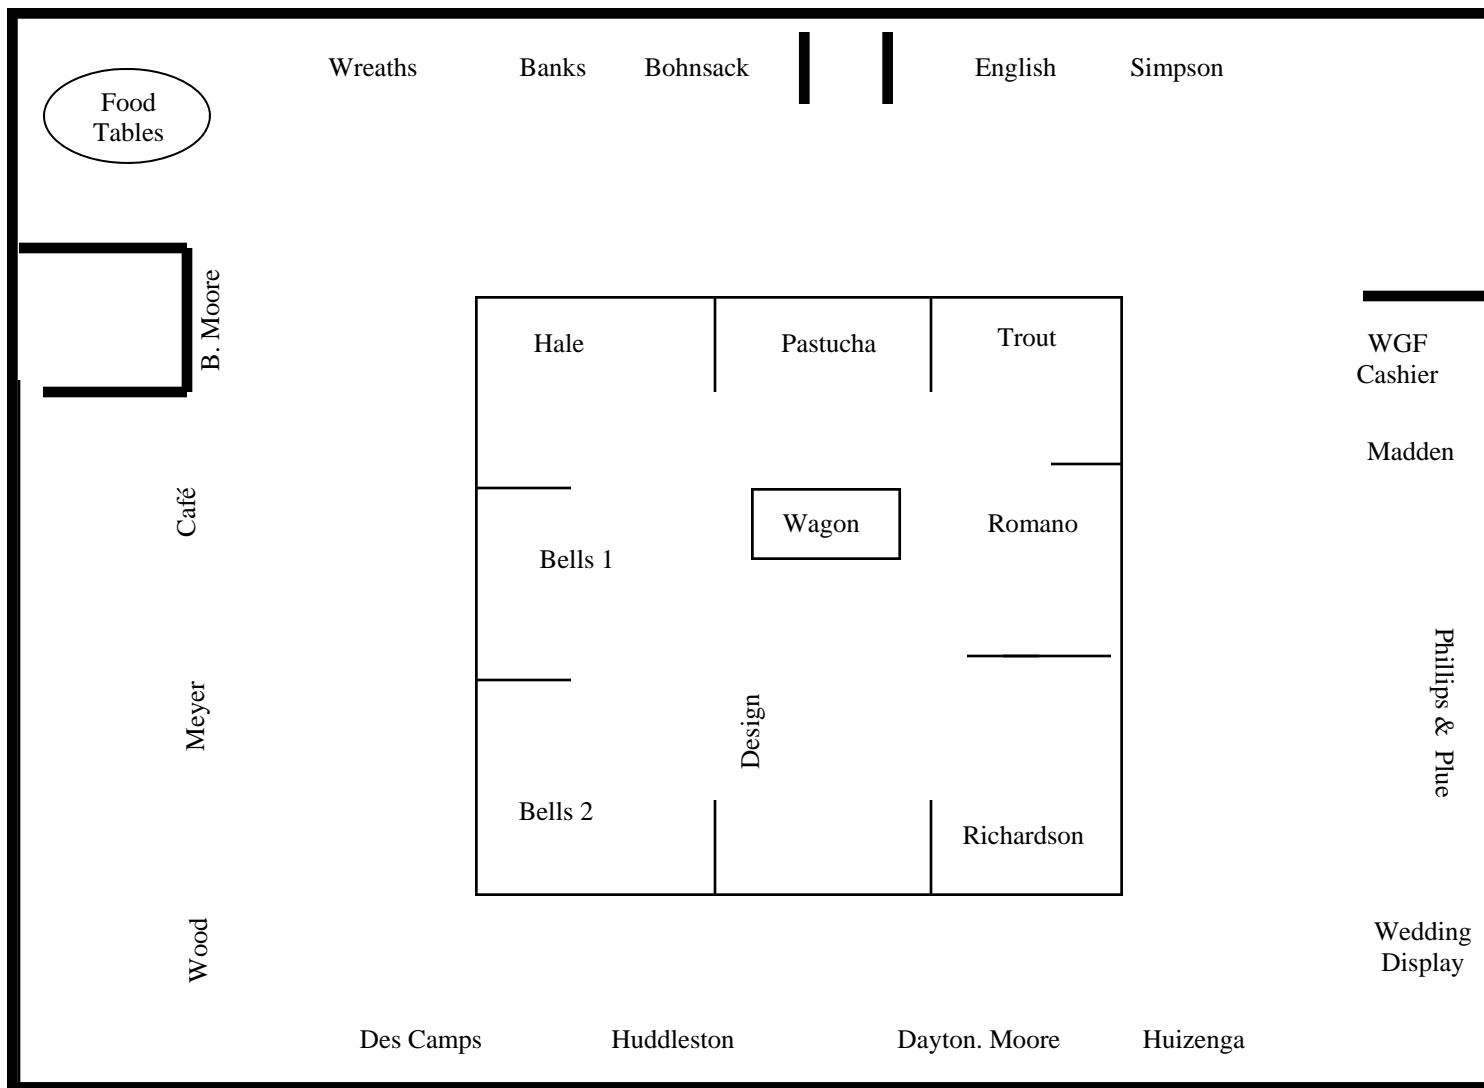 Wreaths
Banks
Bohnsack
English
Simpson
Food
Tables
B. Moore
Hale
Pastucha
Trout
WGF
Cashier
Madden
Café
Wagon
Romano
Bells 1
Phillips & Plue
Meyer
Design
Bells 2
Richardson
Wood
Wedding
Display
Des Camps
Huddleston
Dayton. Moore
Huizenga